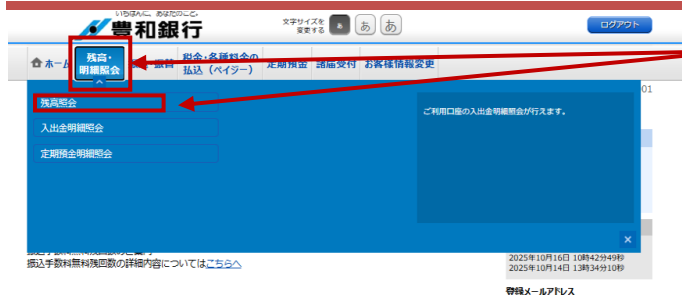 いちばんに、あなたのこと。
豊和銀行
文字サイズを
変更する
あ あ あ
ログアウト
ホーム
残高・
明細照会
振替
税金・各種料金の
払込（ペイジー）
定期預金 諸届受付 お客様情報変更
残高照会
入出金明細照会
定期預金明細照会
ご利用口座の入出金明細照会が行えます。
01
×
振込手数料無料残回数の詳細内容についてはこちらへ
2025年10月16日 10時42分49秒
2025年10月14日 13時34分10秒
登録メールアドレス